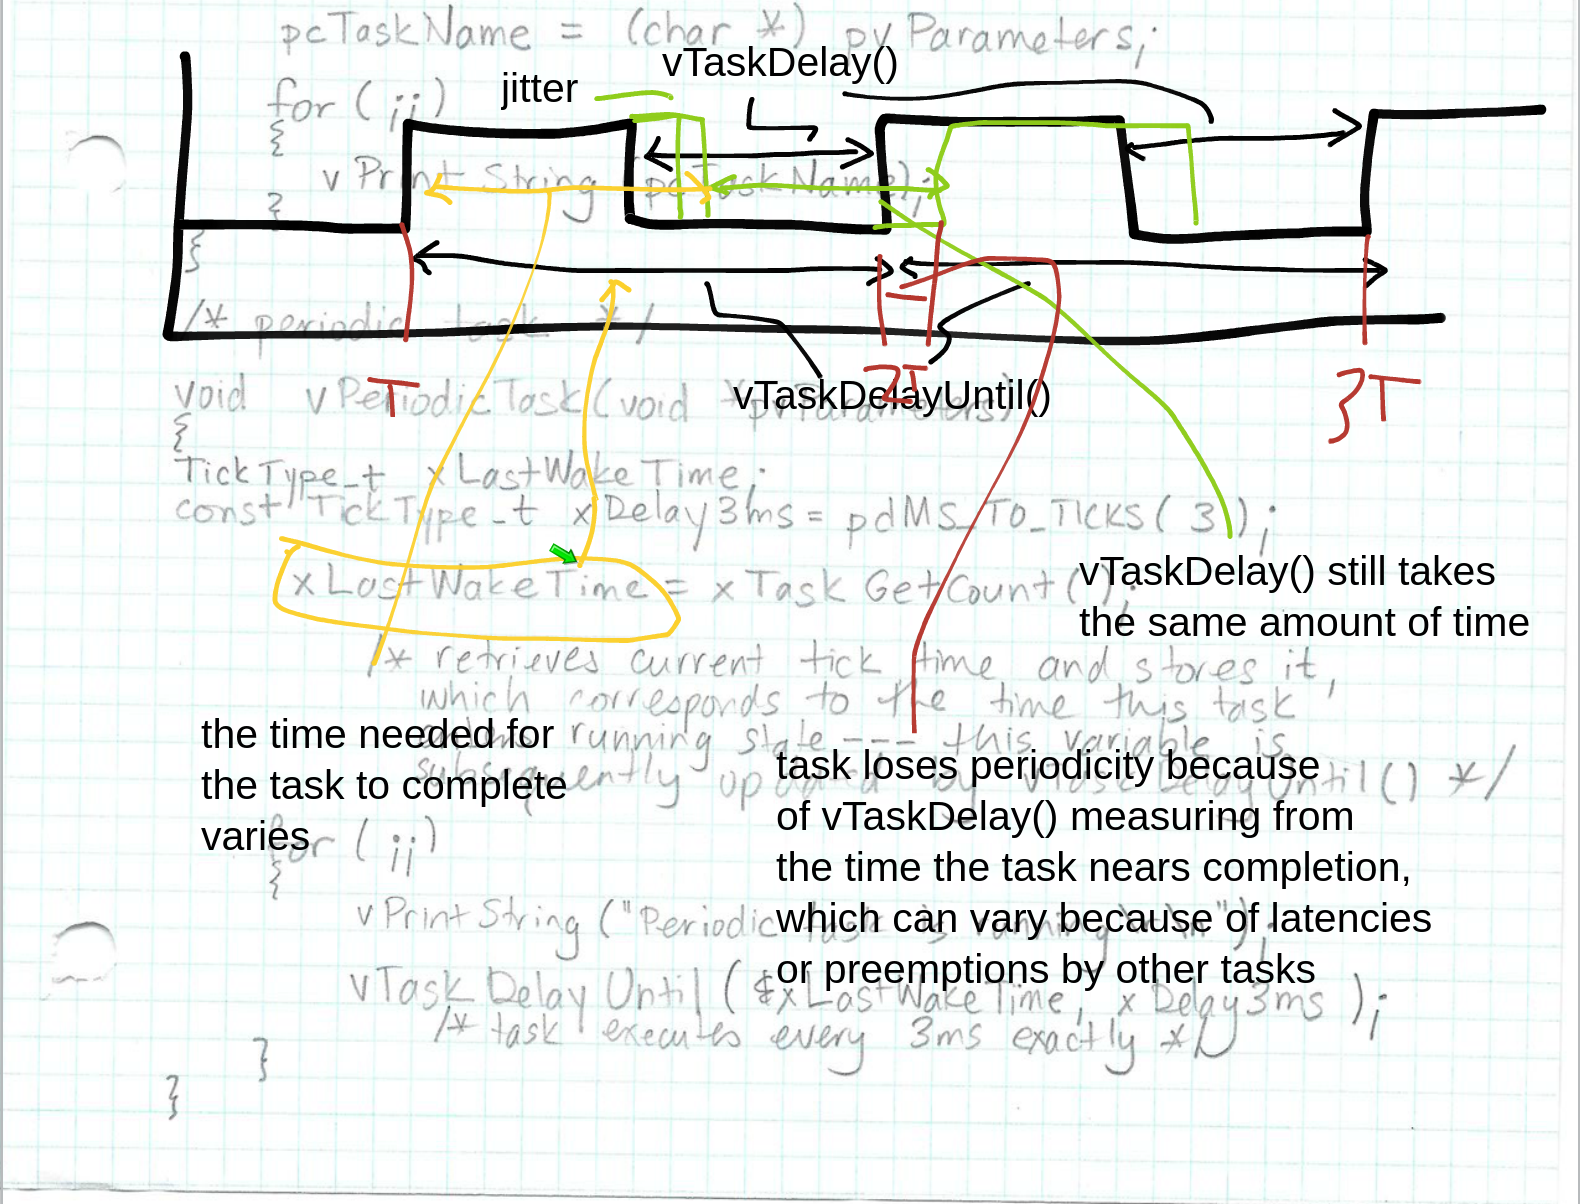 pcTaskName = (char *) pvParameters;
vTaskDelay()
jitter
for (;;)
{
vPrintString (pcTaskName);
}
}
/* periodic task */
T
2T
3T
vTaskDelayUntil()
void vPeriodicTask(void *pvParameters)
{
TickType_t xLastWakeTime;
const TickType_t xDelay3ms = pdMS_TO_TICKS( 3 );
vTaskDelay() still takes
the same amount of time
xLastWakeTime = xTaskGetCount();
/* retrieves current tick time and stores it,
which corresponds to the time this task
running state --- this variable is
subsequently updated by vTaskDelayUntil() */
the time needed for
the task to complete
varies
task loses periodicity because
of vTaskDelay() measuring from
the time the task nears completion,
which can vary because of latencies
or preemptions by other tasks
for (;;)
{
vPrintString ("Periodic task is running\r\n");
vTaskDelayUntil (&xLastWakeTime, xDelay3ms );
/* task executes every 3ms exactly */
}
}